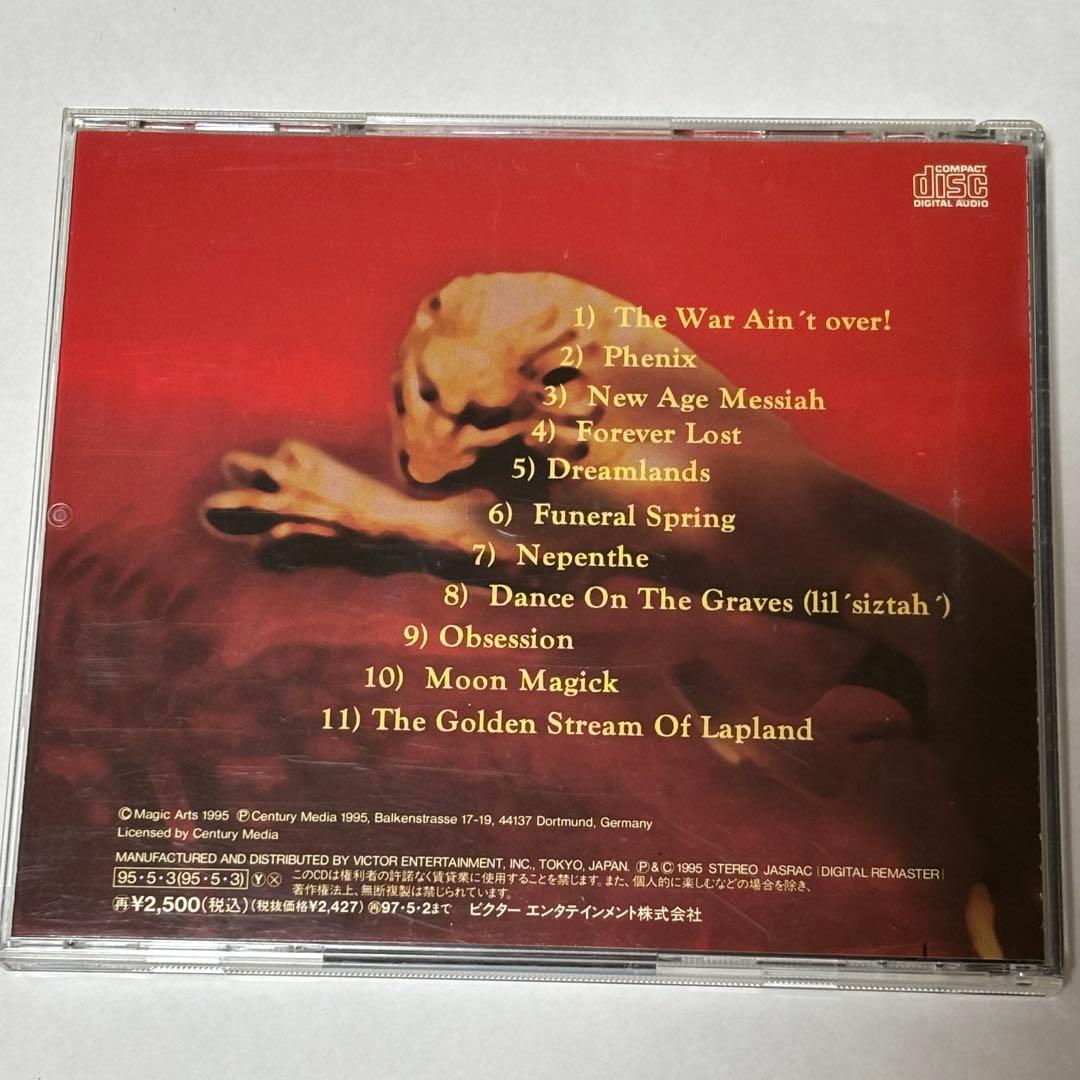 COMPACT
disc
DIGITAL AUDIO
1) The War Ain´t over!
2) Phenix
3) New Age Messiah
4) Forever Lost
5) Dreamlands
6) Funeral Spring
7) Nepenthe
8) Dance On The Graves (lil´siztah´)
9) Obsession
10) Moon Magick
11) The Golden Stream Of Lapland
©Magic Arts 1995 ℗Century Media 1995, Balkenstrasse 17-19, 44137 Dortmund, Germany
Licensed by Century Media
MANUFACTURED AND DISTRIBUTED BY VICTOR ENTERTAINMENT, INC., TOKYO, JAPAN. ℗&© 1995 STEREO JASRAC DIGITAL REMASTER
95・5・3(95・5・3) Ⓨ Ⓧ このCDは権利者の許諾なく賃貸業に使用することを禁じます。また、個人的に楽しむなどの場合を除き、
著作権法上、無断複製は禁じられています。
再¥2,500(税込)(税抜価格¥2,427) 再97・5・2まで ビクター エンタテインメント株式会社